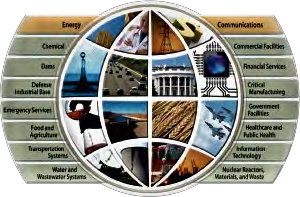 Energy
Chemical
Dams
Defense
Industrial Base
Emergency Services
Food and
Agriculture
Transportation
Systems
Water and
Wastewater Systems
Communications
Commercial Facilities
Financial Services
Critical
Manufacturing
Government
Facilities
Healthcare and
Public Health
Information
Technology
Nuclear Reactors,
Materials, and Waste